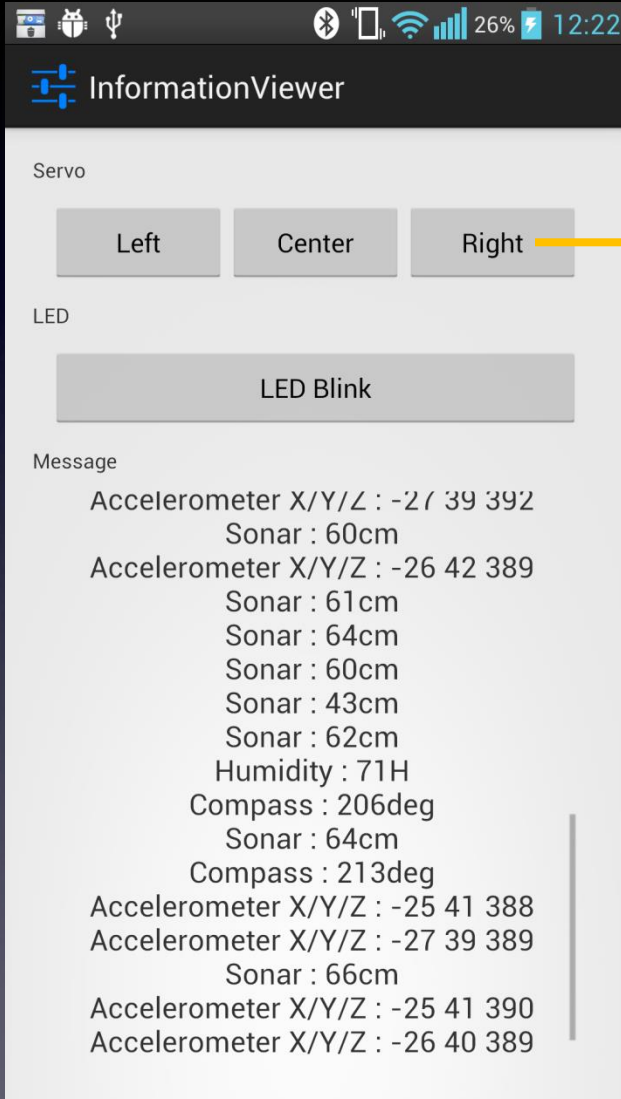 26% 12:22
InformationViewer
Servo
Left Center Right
LED
LED Blink
Message
Accelerometer X/Y/Z : -27 39 392
Sonar : 60cm
Accelerometer X/Y/Z : -26 42 389
Sonar : 61cm
Sonar : 64cm
Sonar : 60cm
Sonar : 43cm
Sonar : 62cm
Humidity : 71H
Compass : 206deg
Sonar : 64cm
Compass : 213deg
Accelerometer X/Y/Z : -25 41 388
Accelerometer X/Y/Z : -27 39 389
Sonar : 66cm
Accelerometer X/Y/Z : -25 41 390
Accelerometer X/Y/Z : -26 40 389